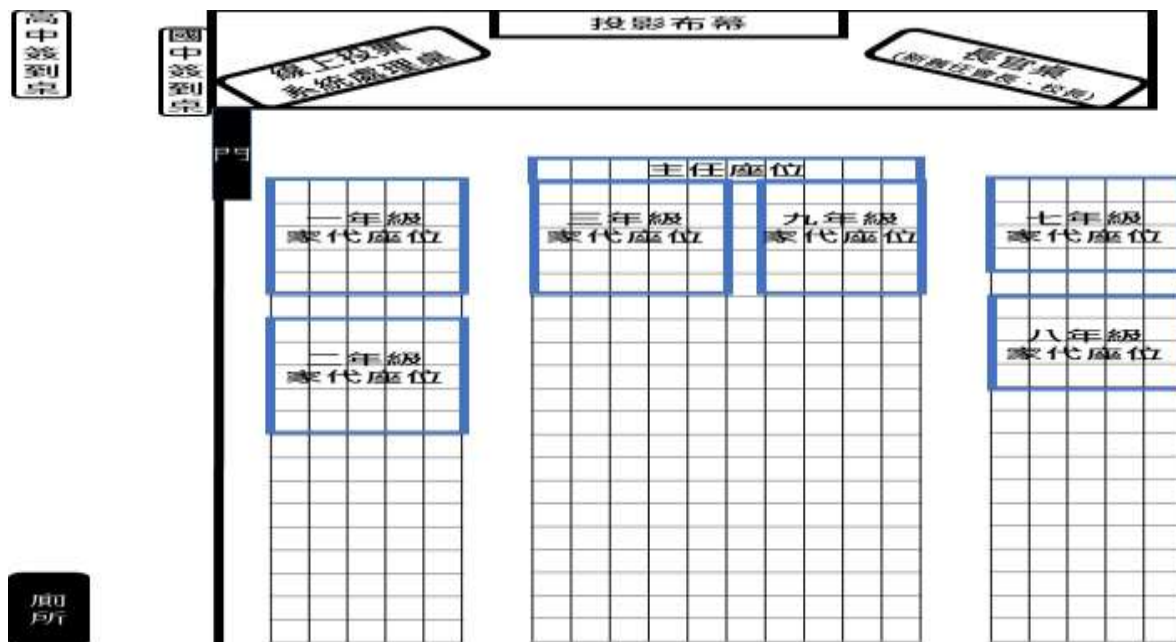 高中簽到桌
國中簽到桌
投影布幕
線上投票
系統處理桌
長官桌
(新舊任會長、校長)
門
主任座位
一年級
家代座位
三年級
家代座位
九年級
家代座位
七年級
家代座位
二年級
家代座位
八年級
家代座位
廁所